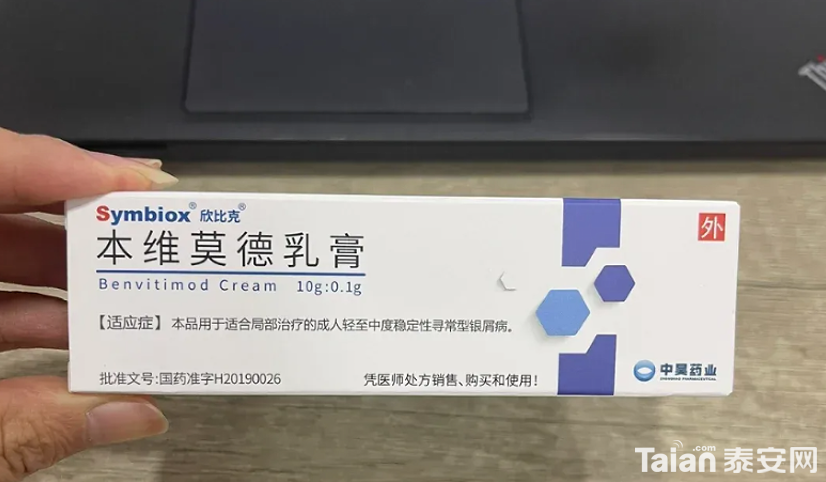 Symbiox® 欣比克®
外
本维莫德乳膏
Benvitimod Cream 10g:0.1g
【适应症】本品用于适合局部治疗的成人轻至中度稳定性寻常型银屑病。
批准文号:国药准字H20190026
凭医师处方销售、购买和使用!
中昊药业
Taian.com 泰安网